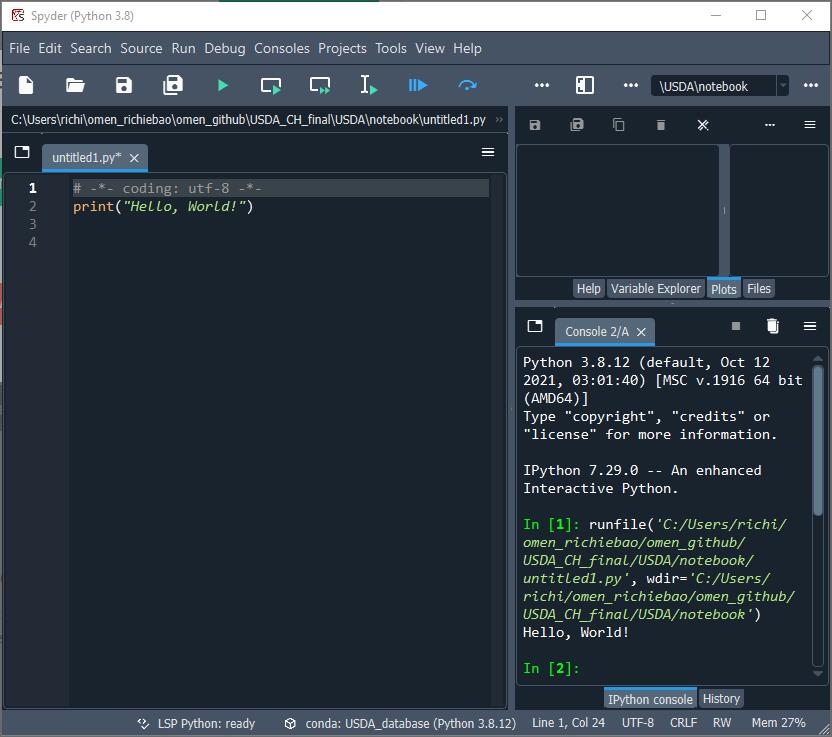 Spyder (Python 3.8)
File Edit Search Source Run Debug Consoles Projects Tools View Help
\USDA\notebook
C:\Users\richi\omen_richiebao\omen_github\USDA_CH_final\USDA\notebook\untitled1.py
untitled1.py*
1 # -*- coding: utf-8 -*-
2 print("Hello, World!")
3
4
Help Variable Explorer Plots Files
Console 2/A
Python 3.8.12 (default, Oct 12
2021, 03:01:40) [MSC v.1916 64 bit
(AMD64)]
Type "copyright", "credits" or
"license" for more information.
IPython 7.29.0 -- An enhanced
Interactive Python.
In [1]: runfile('C:/Users/richi/
omen_richiebao/omen_github/
USDA_CH_final/USDA/notebook/
untitled1.py', wdir='C:/Users/
richi/omen_richiebao/omen_github/
USDA_CH_final/USDA/notebook')
Hello, World!
In [2]:
IPython console History
LSP Python: ready conda: USDA_database (Python 3.8.12) Line 1, Col 24 UTF-8 CRLF RW Mem 27%